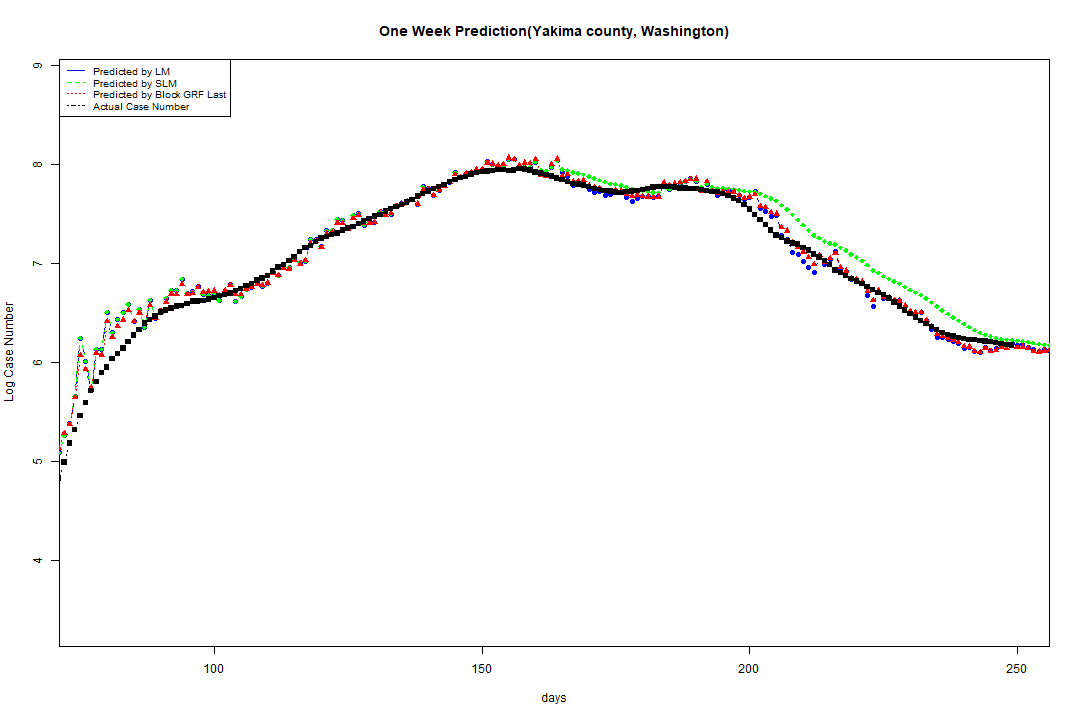 One Week Prediction(Yakima county, Washington)
Predicted by LM
Predicted by SLM
Predicted by Block GRF Last
Actual Case Number
9
8
7
6
5
4
Log Case Number
100 150 200 250
days